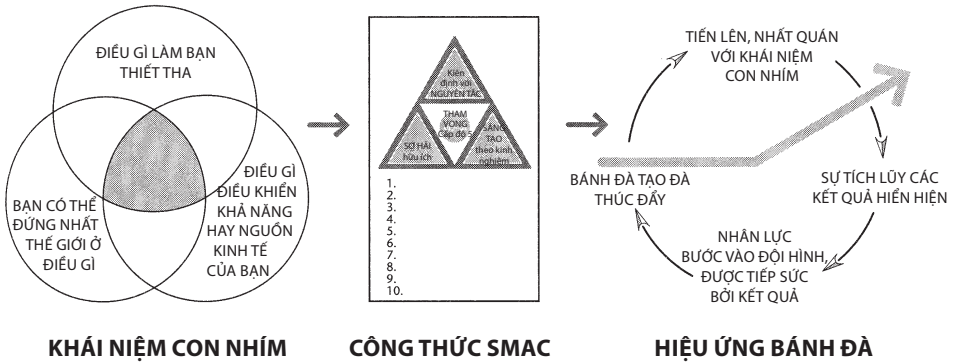 ĐIỀU GÌ LÀM BẠN
THIẾT THA
BẠN CÓ THỂ
ĐỨNG NHẤT
THẾ GIỚI Ở
ĐIỀU GÌ
ĐIỀU GÌ
ĐIỀU KHIỂN
KHẢ NĂNG
HAY NGUỒN
KINH TẾ
CỦA BẠN
KHÁI NIỆM CON NHÍM
Kiên
định với
NGUYÊN TẮC
THAM
VỌNG
Cấp độ 5
SỢ HÃI
hữu ích
SÁNG
TẠO
theo kinh
nghiệm
1.
2.
3.
4.
5.
6.
7.
8.
9.
10.
CÔNG THỨC SMAC
TIẾN LÊN, NHẤT QUÁN
VỚI KHÁI NIỆM
CON NHÍM
BÁNH ĐÀ TẠO ĐÀ
THÚC ĐẨY
SỰ TÍCH LŨY CÁC
KẾT QUẢ HIỂN HIỆN
NHÂN LỰC
BƯỚC VÀO ĐỘI HÌNH,
ĐƯỢC TIẾP SỨC
BỞI KẾT QUẢ
HIỆU ỨNG BÁNH ĐÀ